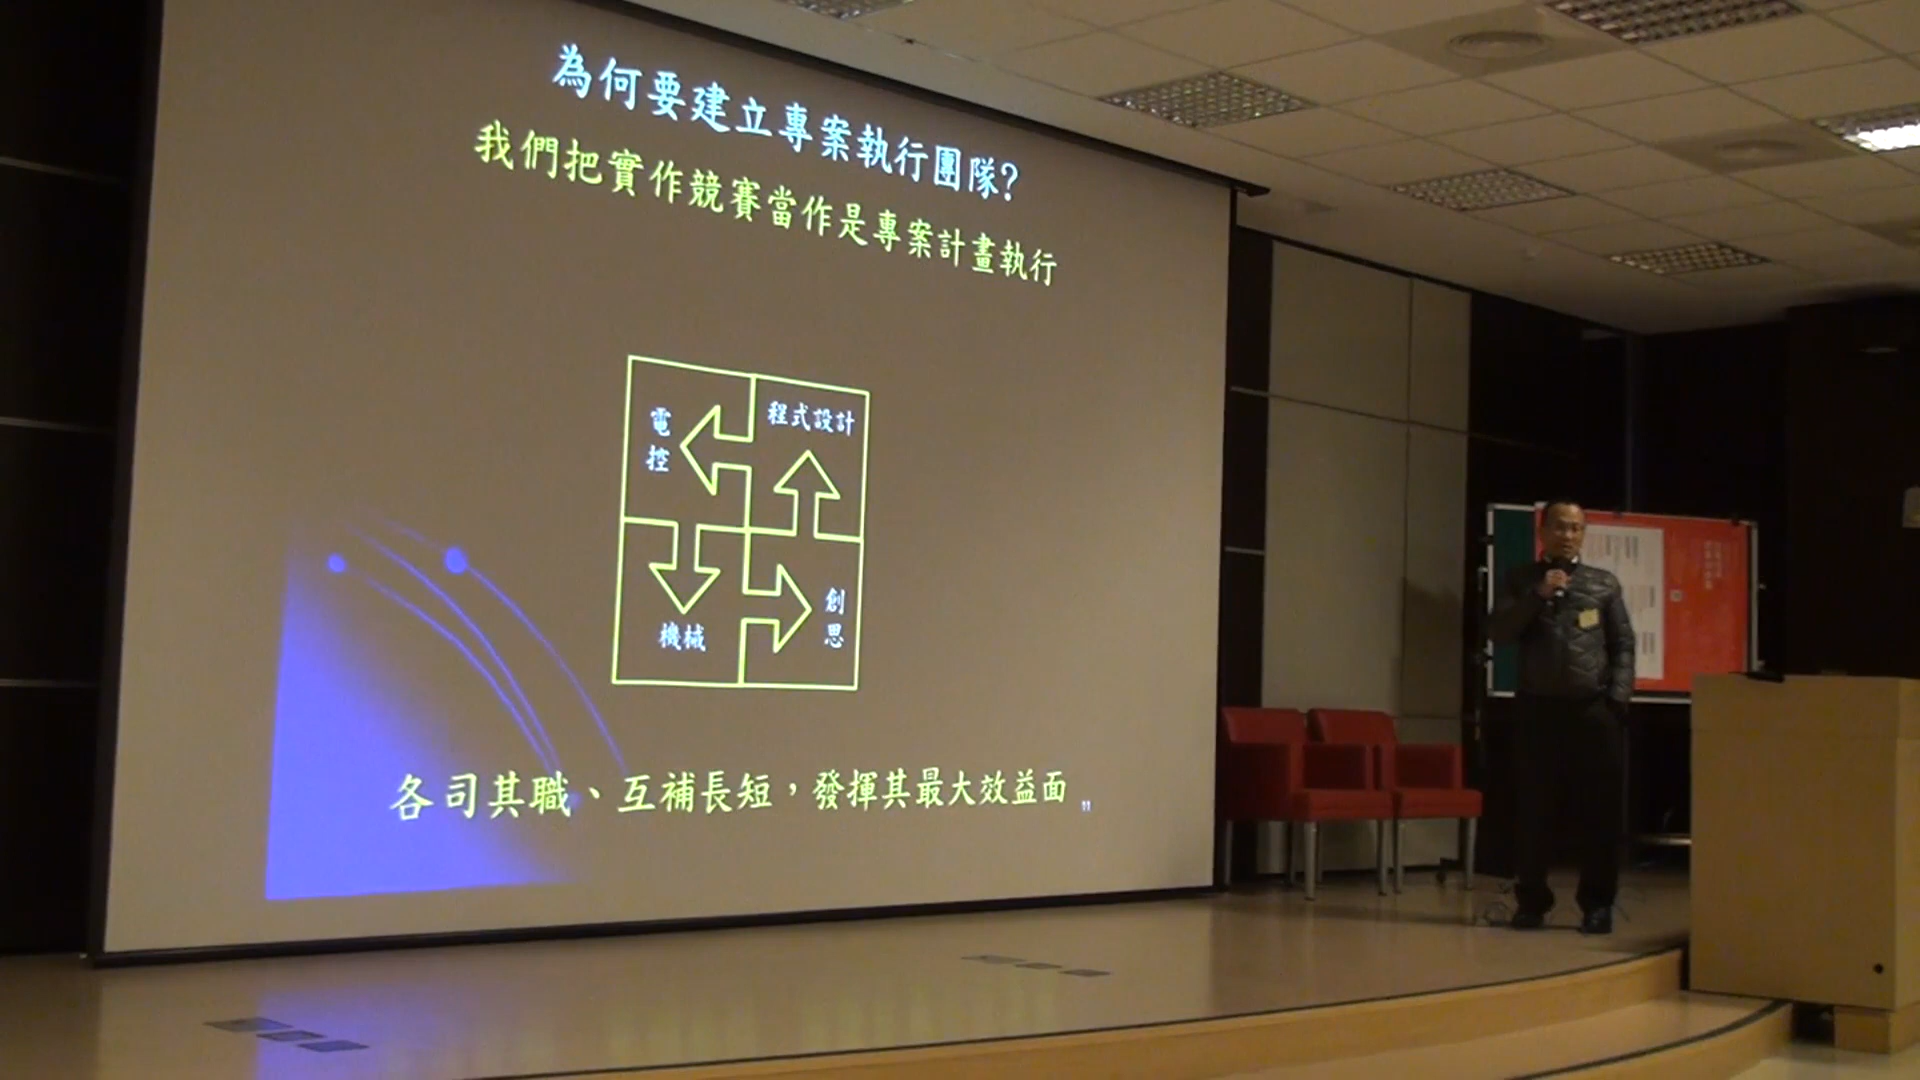 為何要建立專案執行團隊?
我們把實作競賽當作是專案計畫執行
電控
程式設計
機械
創思
各司其職、互補長短，發揮其最大效益面